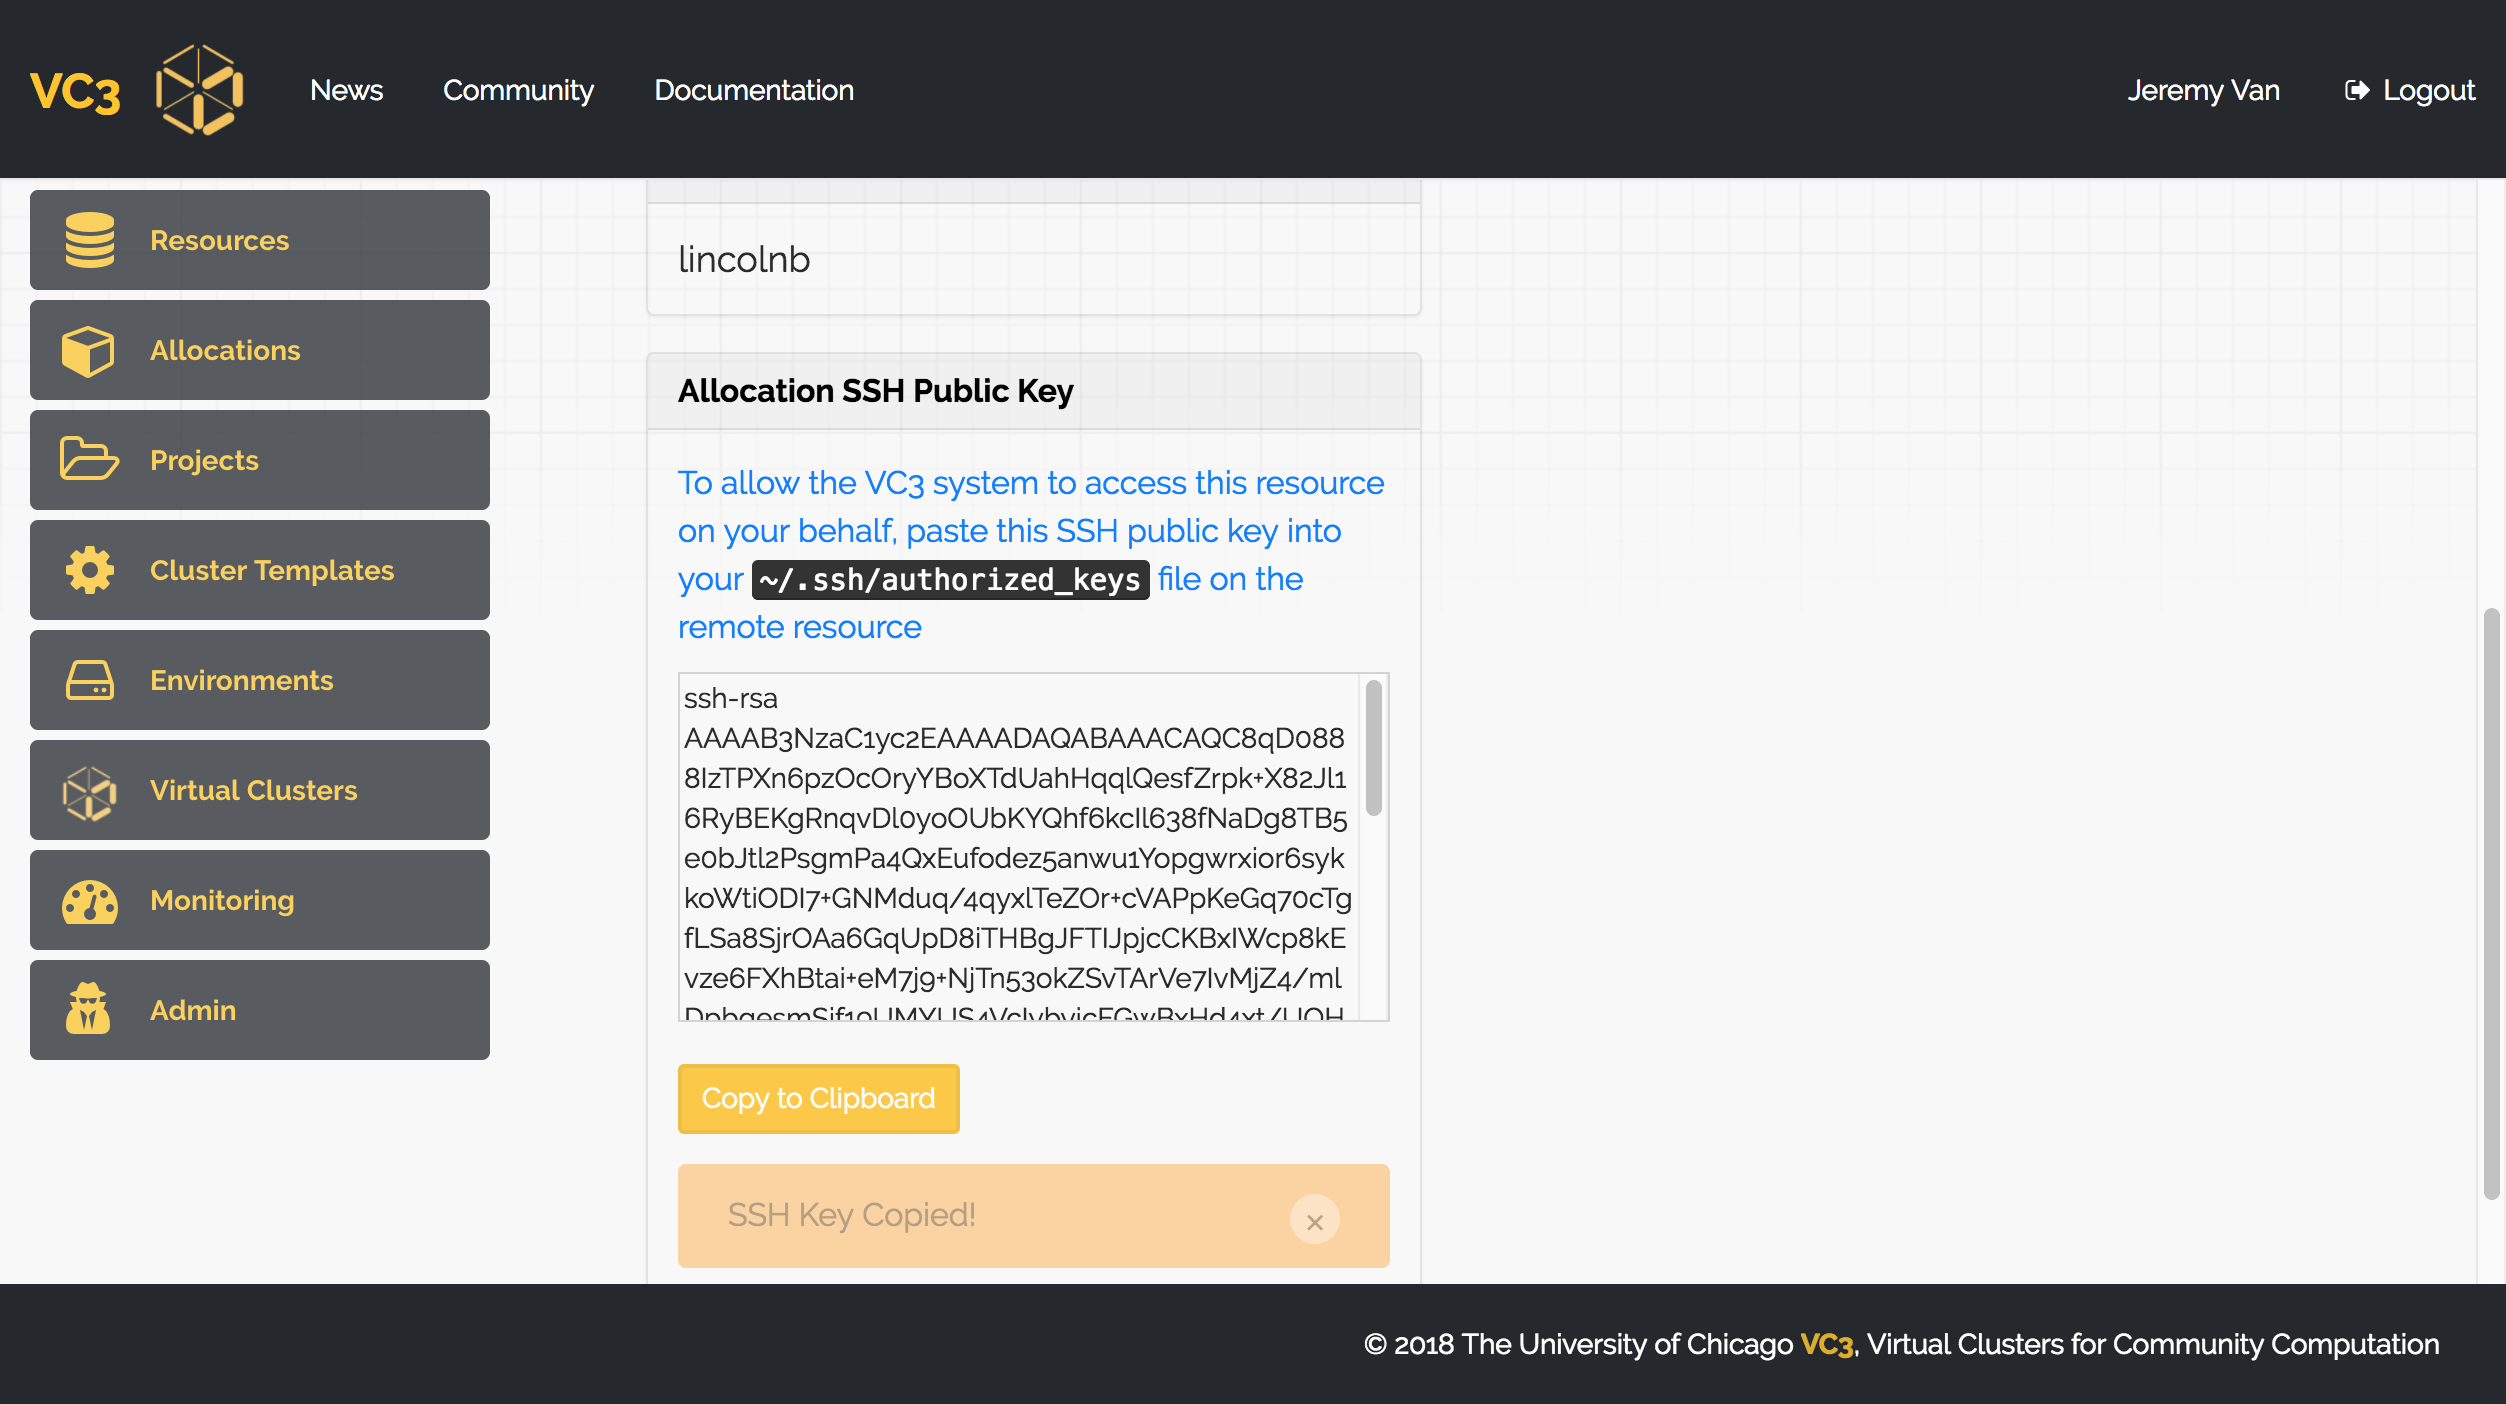 VC3
News
Community
Documentation
Jeremy Van
Logout
Resources
Allocations
Projects
Cluster Templates
Environments
Virtual Clusters
Monitoring
Admin
lincolnb
Allocation SSH Public Key
To allow the VC3 system to access this resource
on your behalf, paste this SSH public key into
your ~/.ssh/authorized_keys file on the
remote resource
ssh-rsa
AAAAB3NzaC1yc2EAAAADAQABAAACAQC8qD088
8IzTPXn6pzOcOryYBoXTdUahHqqlQesfZrpk+X82Jl1
6RyBEKgRnqvDl0yoOUbKYQhf6kcIl638fNaDg8TB5
e0bJtl2PsgmPa4QxEufodez5anwu1Yopgwrxior6syk
koWtiODI7+GNMduq/4qyxlTeZOr+cVAPpKeGq70cTg
fLSa8SjrOAa6GqUpD8iTHBgJFTIJpjcCKBxIWcp8kE
vze6FXhBtai+eM7j9+NjTn53okZSvTArVe7IvMjZ4/ml
Copy to Clipboard
SSH Key Copied!
© 2018 The University of Chicago VC3, Virtual Clusters for Community Computation